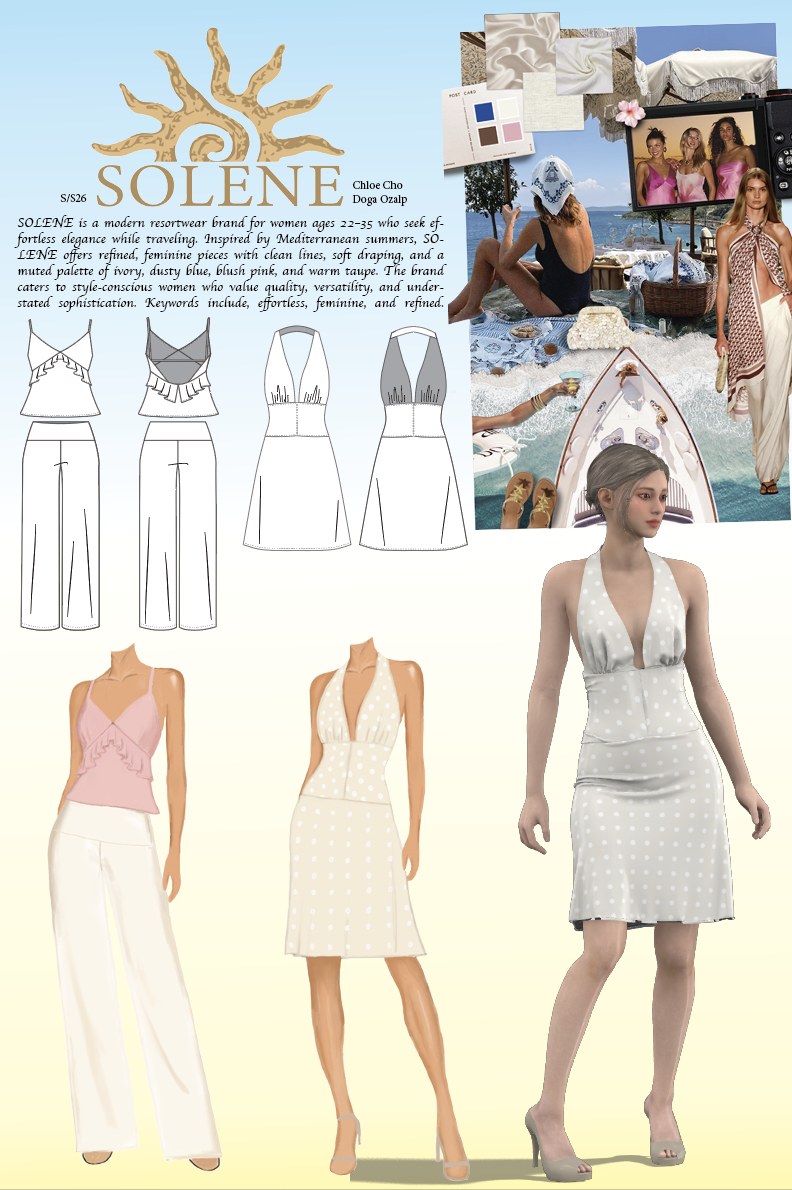 SOLENE
S/S26
Chloe Cho
Doga Ozalp
SOLENE is a modern resortwear brand for women ages 22–35 who seek ef-
fortless elegance while traveling. Inspired by Mediterranean summers, SO-
LENE offers refined, feminine pieces with clean lines, soft draping, and a
muted palette of ivory, dusty blue, blush pink, and warm taupe. The brand
caters to style-conscious women who value quality, versatility, and under-
stated sophistication. Keywords include, effortless, feminine, and refined.
POST CARD